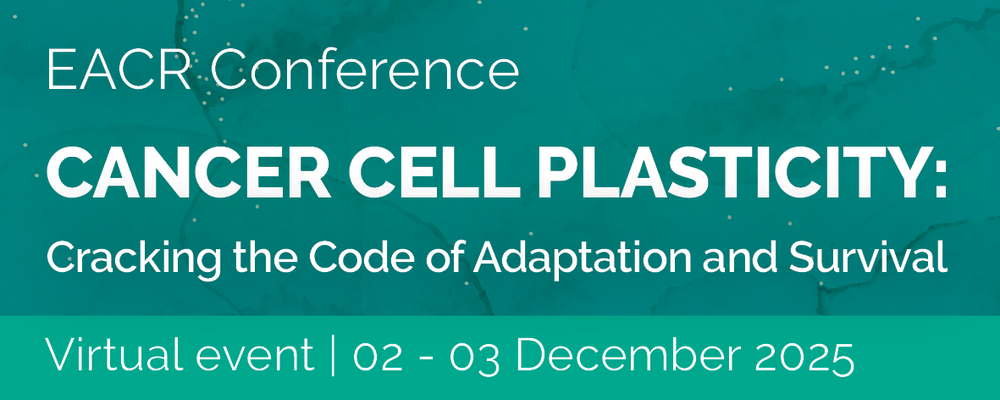 EACR Conference
CANCER CELL PLASTICITY:
Cracking the Code of Adaptation and Survival
Virtual event | 02 - 03 December 2025